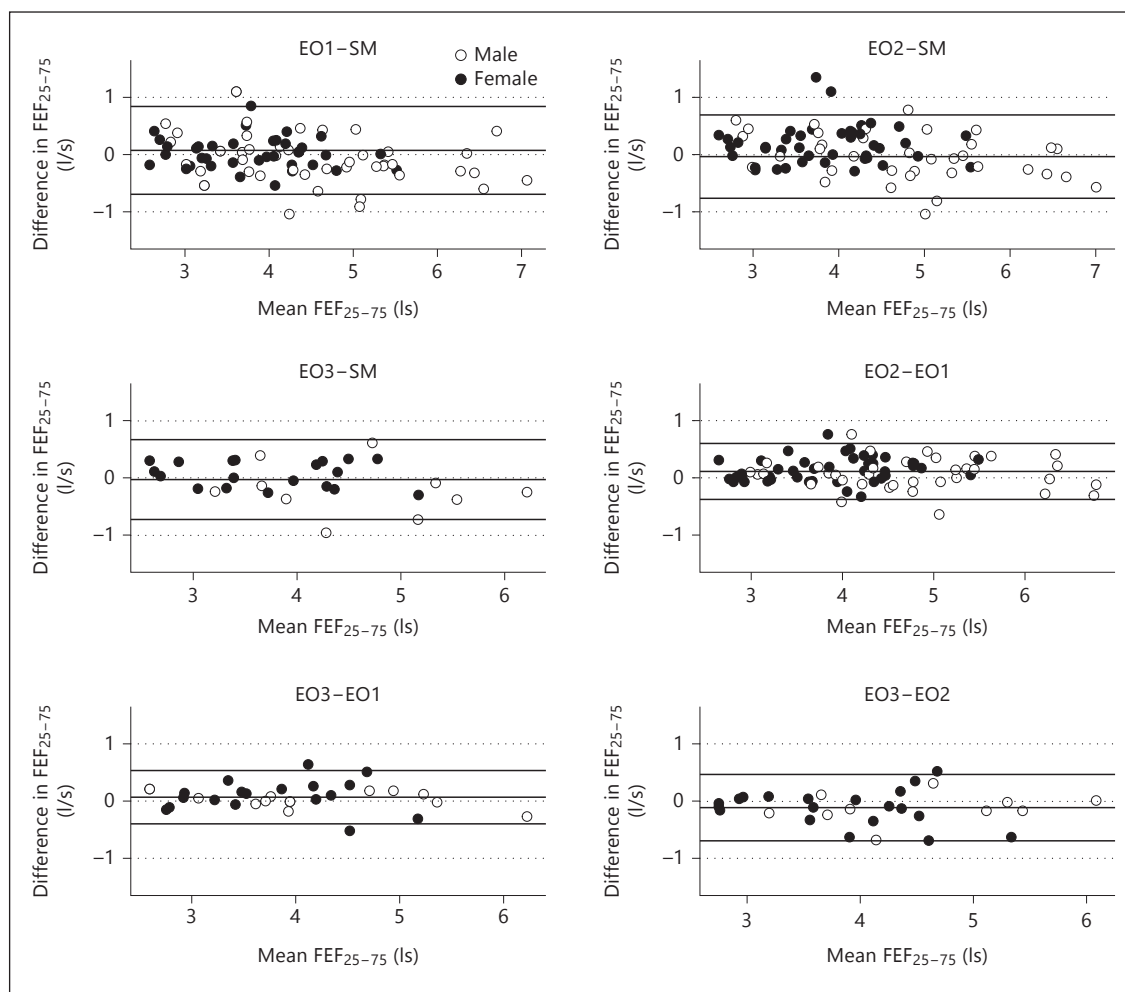 EO1–SM
Male
Female
Difference in FEF25–75
(l/s)
1
0
–1
3 4 5 6 7
Mean FEF25–75 (ls)
EO2–SM
Difference in FEF25–75
(l/s)
1
0
–1
3 4 5 6 7
Mean FEF25–75 (ls)
EO3–SM
Difference in FEF25–75
(l/s)
1
0
–1
3 4 5 6
Mean FEF25–75 (ls)
EO2–EO1
Difference in FEF25–75
(l/s)
1
0
–1
3 4 5 6
Mean FEF25–75 (ls)
EO3–EO1
Difference in FEF25–75
(l/s)
1
0
–1
3 4 5 6
Mean FEF25–75 (ls)
EO3–EO2
Difference in FEF25–75
(l/s)
1
0
–1
3 4 5 6
Mean FEF25–75 (ls)